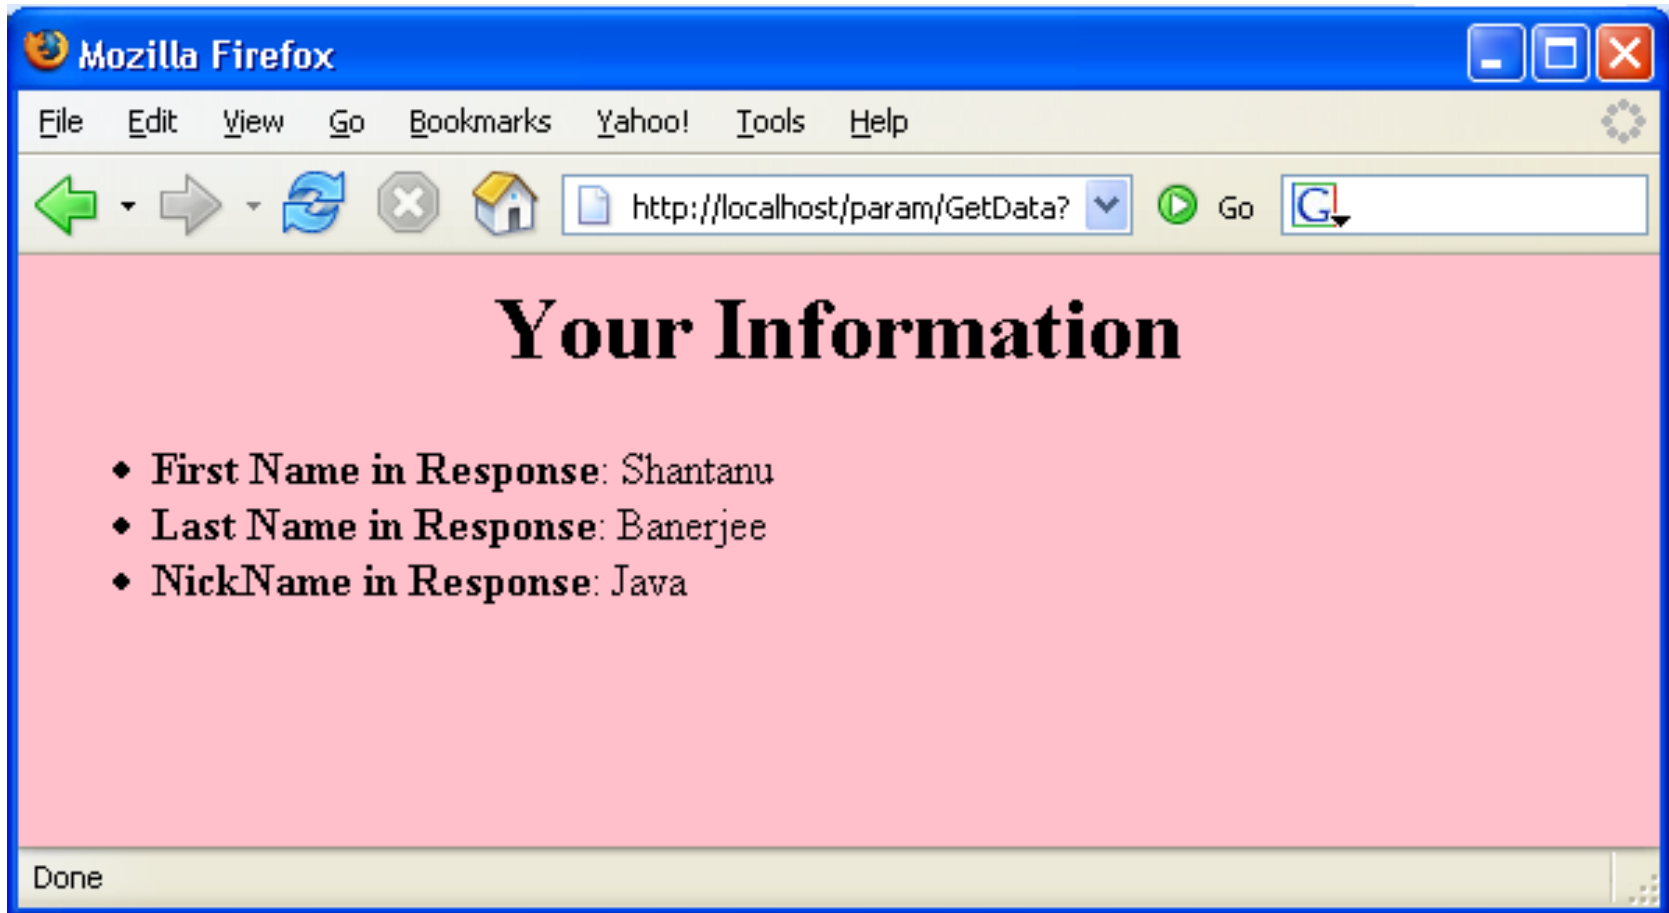 Mozilla Firefox
File Edit View Go Bookmarks Yahoo! Tools Help
http://localhost/param/GetData? Go G
Your Information
• First Name in Response: Shantanu
• Last Name in Response: Banerjee
• NickName in Response: Java
Done